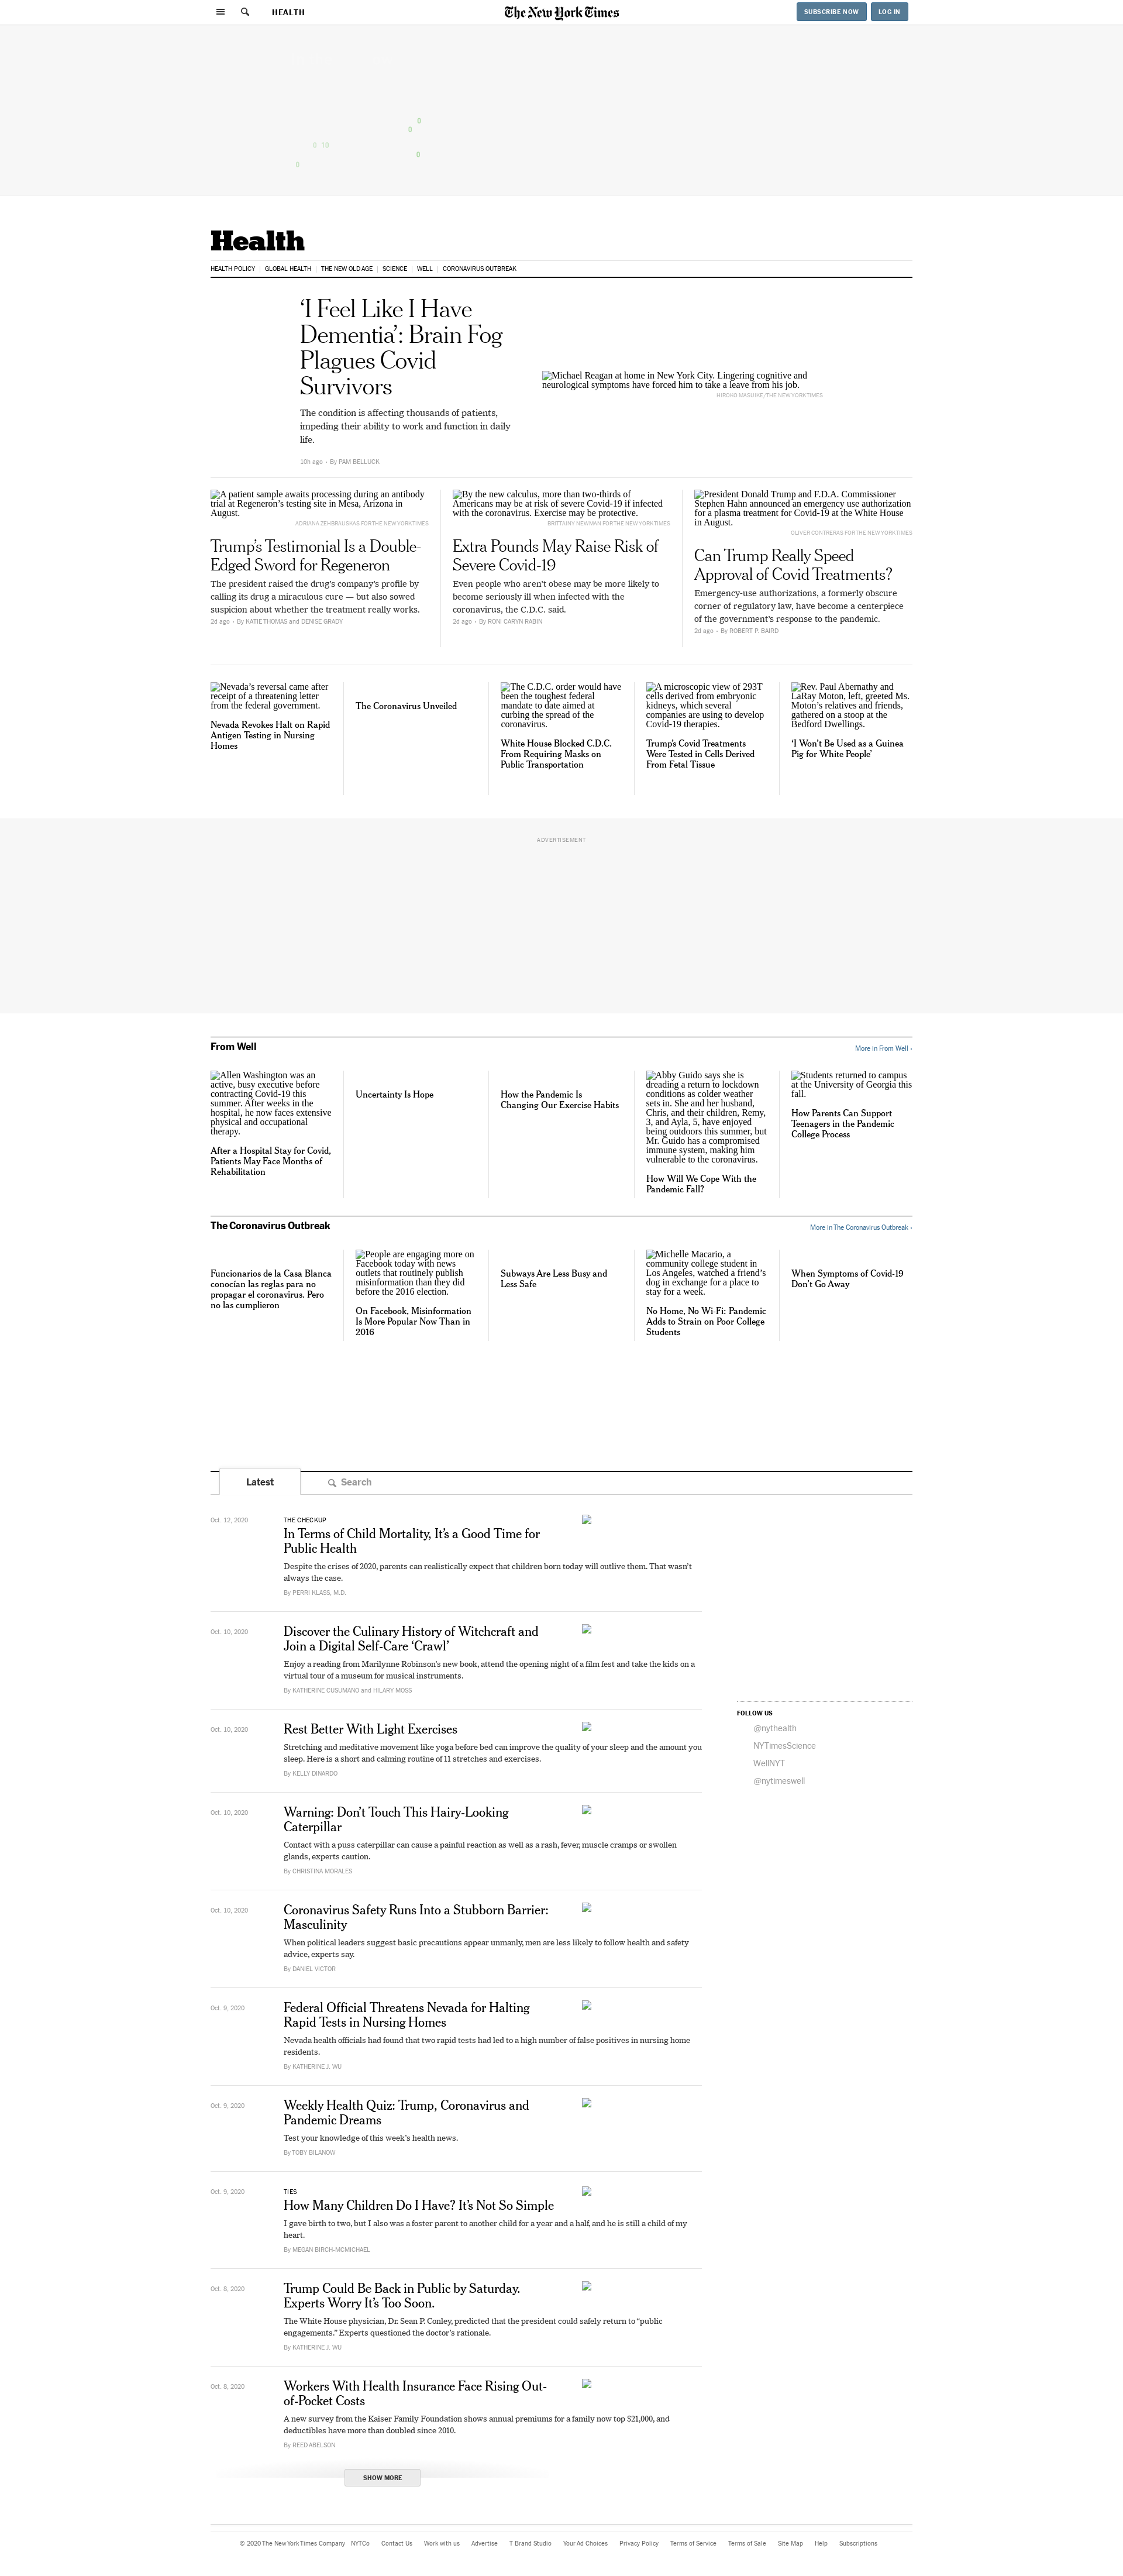 HEALTH
The New York Times
SUBSCRIBE NOW
LOG IN
0
0
0 10
0
0
Health
HEALTH POLICY | GLOBAL HEALTH | THE NEW OLD AGE | SCIENCE | WELL | CORONAVIRUS OUTBREAK
‘I Feel Like I Have
Dementia’: Brain Fog
Plagues Covid
Survivors
The condition is affecting thousands of patients,
impeding their ability to work and function in daily
life.
10h ago - By PAM BELLUCK
Michael Reagan at home in New York City. Lingering cognitive and
neurological symptoms have forced him to take a leave from his job.
HIROKO MASUIKE/THE NEW YORK TIMES
A patient sample awaits processing during an antibody
trial at Regeneron’s testing site in Mesa, Arizona in
August.
ADRIANA ZEHBRAUSKAS FOR THE NEW YORK TIMES
Trump’s Testimonial Is a Double-
Edged Sword for Regeneron
The president raised the drug’s company’s profile by
calling its drug a miraculous cure — but also sowed
suspicion about whether the treatment really works.
2d ago - By KATIE THOMAS and DENISE GRADY
By the new calculus, more than two-thirds of
Americans may be at risk of severe Covid-19 if infected
with the coronavirus. Exercise may be protective.
BRITTAINY NEWMAN FOR THE NEW YORK TIMES
Extra Pounds May Raise Risk of
Severe Covid-19
Even people who aren’t obese may be more likely to
become seriously ill when infected with the
coronavirus, the C.D.C. said.
2d ago - By RONI CARYN RABIN
President Donald Trump and F.D.A. Commissioner
Stephen Hahn announced an emergency use authorization
for a plasma treatment for Covid-19 at the White House
in August.
OLIVER CONTRERAS FOR THE NEW YORK TIMES
Can Trump Really Speed
Approval of Covid Treatments?
Emergency-use authorizations, a formerly obscure
corner of regulatory law, have become a centerpiece
of the government’s response to the pandemic.
2d ago - By ROBERT P. BAIRD
Nevada’s reversal came after
receipt of a threatening letter
from the federal government.
Nevada Revokes Halt on Rapid
Antigen Testing in Nursing
Homes
The Coronavirus Unveiled
The C.D.C. order would have
been the toughest federal
mandate to date aimed at
curbing the spread of the
coronavirus.
White House Blocked C.D.C.
From Requiring Masks on
Public Transportation
A microscopic view of 293T
cells derived from embryonic
kidneys, which several
companies are using to develop
Covid-19 therapies.
Trump’s Covid Treatments
Were Tested in Cells Derived
From Fetal Tissue
Rev. Paul Abernathy and
LaRay Moton, left, greeted Ms.
Moton’s relatives and friends,
gathered on a stoop at the
Bedford Dwellings.
‘I Won’t Be Used as a Guinea
Pig for White People’
ADVERTISEMENT
From Well
More in From Well ›
Allen Washington was an
active, busy executive before
contracting Covid-19 this
summer. After weeks in the
hospital, he now faces extensive
physical and occupational
therapy.
After a Hospital Stay for Covid,
Patients May Face Months of
Rehabilitation
Uncertainty Is Hope
How the Pandemic Is
Changing Our Exercise Habits
Abby Guido says she is
dreading a return to lockdown
conditions as colder weather
sets in. She and her husband,
Chris, and their children, Remy,
3, and Ayla, 5, have enjoyed
being outdoors this summer, but
Mr. Guido has a compromised
immune system, making him
vulnerable to the coronavirus.
How Will We Cope With the
Pandemic Fall?
Students returned to campus
at the University of Georgia this
fall.
How Parents Can Support
Teenagers in the Pandemic
College Process
The Coronavirus Outbreak
More in The Coronavirus Outbreak ›
Funcionarios de la Casa Blanca
conocían las reglas para no
propagar el coronavirus. Pero
no las cumplieron
People are engaging more on
Facebook today with news
outlets that routinely publish
misinformation than they did
before the 2016 election.
On Facebook, Misinformation
Is More Popular Now Than in
2016
Subways Are Less Busy and
Less Safe
Michelle Macario, a
community college student in
Los Angeles, watched a friend’s
dog in exchange for a place to
stay for a week.
No Home, No Wi-Fi: Pandemic
Adds to Strain on Poor College
Students
When Symptoms of Covid-19
Don’t Go Away
Latest
Search
Oct. 12, 2020
THE CHECKUP
In Terms of Child Mortality, It’s a Good Time for
Public Health
Despite the crises of 2020, parents can realistically expect that children born today will outlive them. That wasn’t
always the case.
By PERRI KLASS, M.D.
Oct. 10, 2020
Discover the Culinary History of Witchcraft and
Join a Digital Self-Care ‘Crawl’
Enjoy a reading from Marilynne Robinson’s new book, attend the opening night of a film fest and take the kids on a
virtual tour of a museum for musical instruments.
By KATHERINE CUSUMANO and HILARY MOSS
Oct. 10, 2020
Rest Better With Light Exercises
Stretching and meditative movement like yoga before bed can improve the quality of your sleep and the amount you
sleep. Here is a short and calming routine of 11 stretches and exercises.
By KELLY DINARDO
Oct. 10, 2020
Warning: Don’t Touch This Hairy-Looking
Caterpillar
Contact with a puss caterpillar can cause a painful reaction as well as a rash, fever, muscle cramps or swollen
glands, experts caution.
By CHRISTINA MORALES
Oct. 10, 2020
Coronavirus Safety Runs Into a Stubborn Barrier:
Masculinity
When political leaders suggest basic precautions appear unmanly, men are less likely to follow health and safety
advice, experts say.
By DANIEL VICTOR
Oct. 9, 2020
Federal Official Threatens Nevada for Halting
Rapid Tests in Nursing Homes
Nevada health officials had found that two rapid tests had led to a high number of false positives in nursing home
residents.
By KATHERINE J. WU
Oct. 9, 2020
Weekly Health Quiz: Trump, Coronavirus and
Pandemic Dreams
Test your knowledge of this week’s health news.
By TOBY BILANOW
Oct. 9, 2020
TIES
How Many Children Do I Have? It’s Not So Simple
I gave birth to two, but I also was a foster parent to another child for a year and a half, and he is still a child of my
heart.
By MEGAN BIRCH-MCMICHAEL
Oct. 8, 2020
Trump Could Be Back in Public by Saturday.
Experts Worry It’s Too Soon.
The White House physician, Dr. Sean P. Conley, predicted that the president could safely return to “public
engagements.” Experts questioned the doctor’s rationale.
By KATHERINE J. WU
Oct. 8, 2020
Workers With Health Insurance Face Rising Out-
of-Pocket Costs
A new survey from the Kaiser Family Foundation shows annual premiums for a family now top $21,000, and
deductibles have more than doubled since 2010.
By REED ABELSON
SHOW MORE
FOLLOW US
@nythealth
NYTimesScience
WellNYT
@nytimeswell
© 2020 The New York Times Company NYTCo Contact Us Work with us Advertise T Brand Studio Your Ad Choices Privacy Policy Terms of Service Terms of Sale Site Map Help Subscriptions